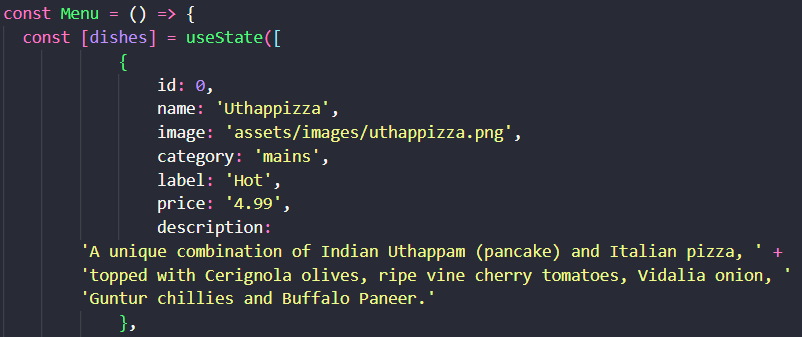 const Menu = () => {
const [dishes] = useState([
{
id: 0,
name: 'Uthappizza',
image: 'assets/images/uthappizza.png',
category: 'mains',
label: 'Hot',
price: '4.99',
description:
'A unique combination of Indian Uthappam (pancake) and Italian pizza, ' +
'topped with Cerignola olives, ripe vine cherry tomatoes, Vidalia onion, '
'Guntur chillies and Buffalo Paneer.'
},